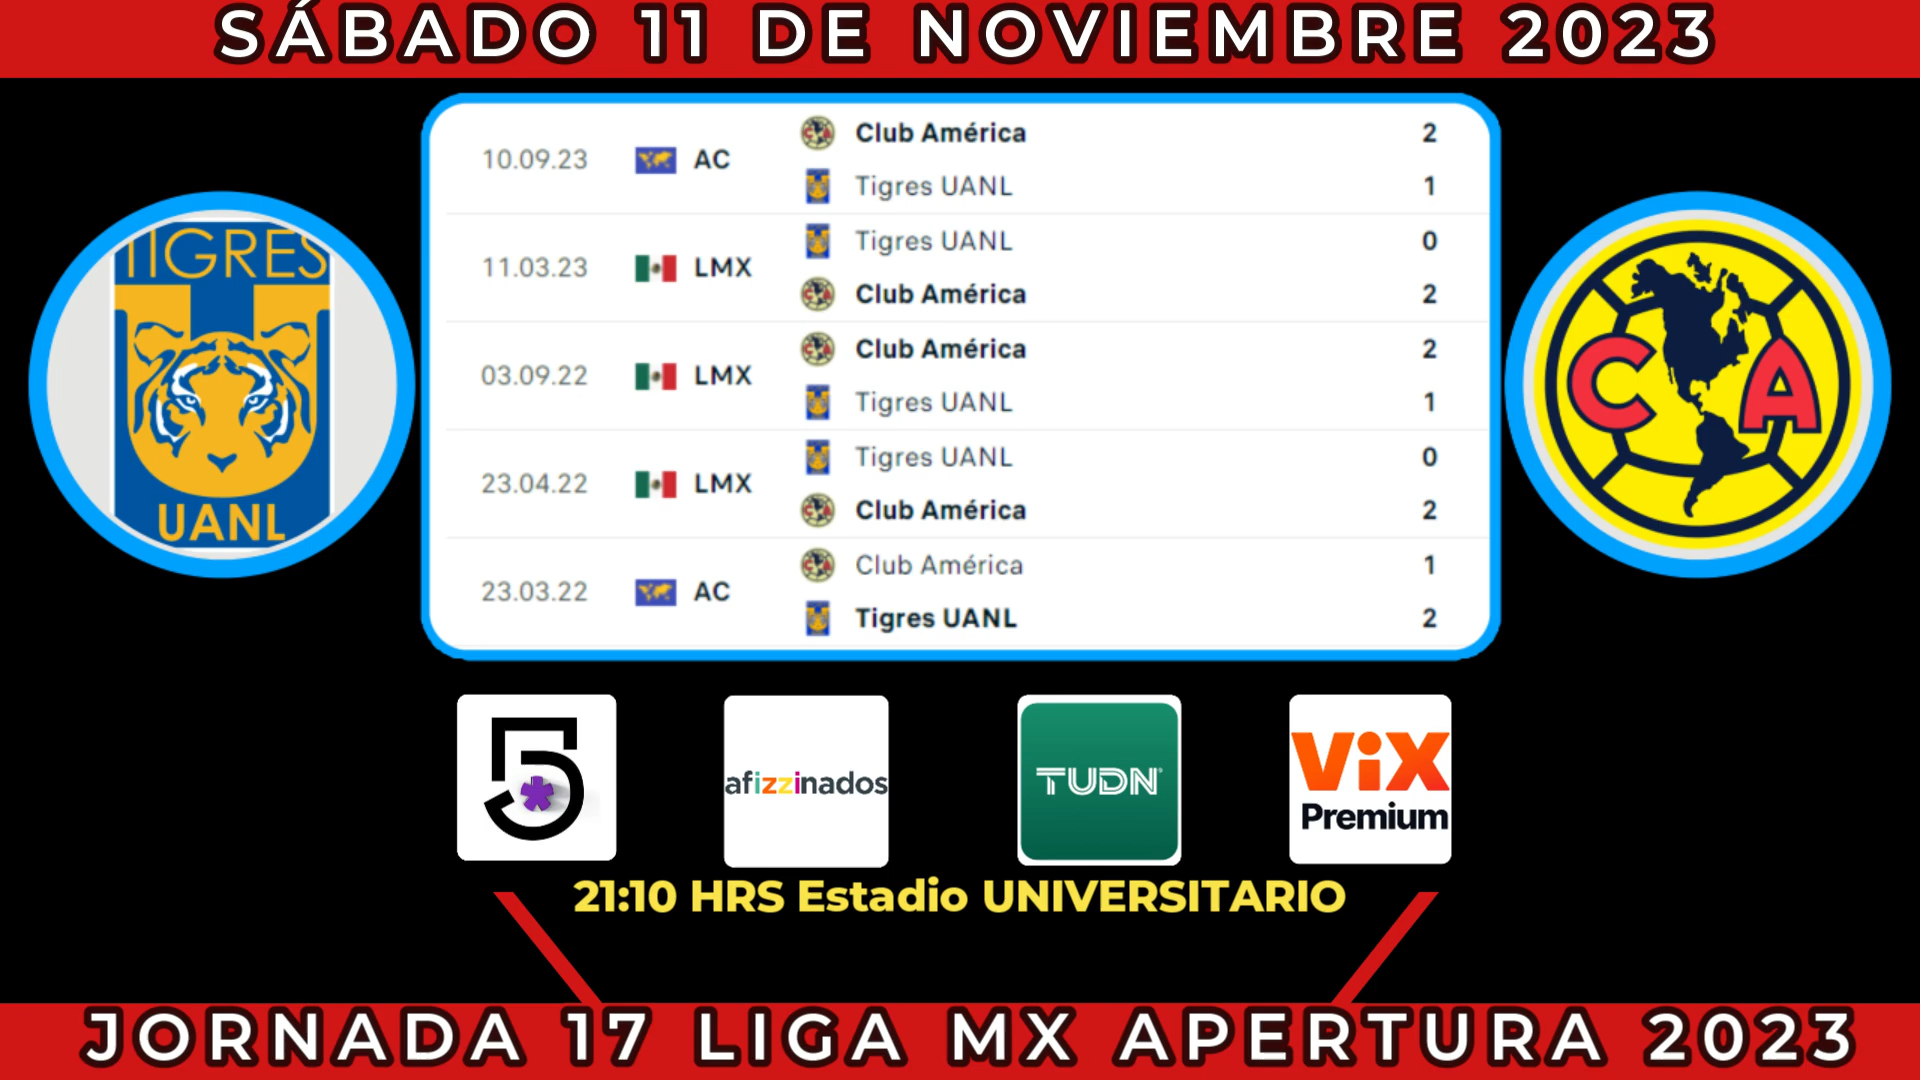 SÁBADO 11 DE NOVIEMBRE 2023
TIGRES
UANL
10.09.23 AC Club América 2
Tigres UANL 1
11.03.23 LMX Tigres UANL 0
Club América 2
03.09.22 LMX Club América 2
Tigres UANL 1
23.04.22 LMX Tigres UANL 0
Club América 2
23.03.22 AC Club América 1
Tigres UANL 2
C A
5
afizzinados
TUDN
ViX
Premium
21:10 HRS Estadio UNIVERSITARIO
JORNADA 17 LIGA MX APERTURA 2023